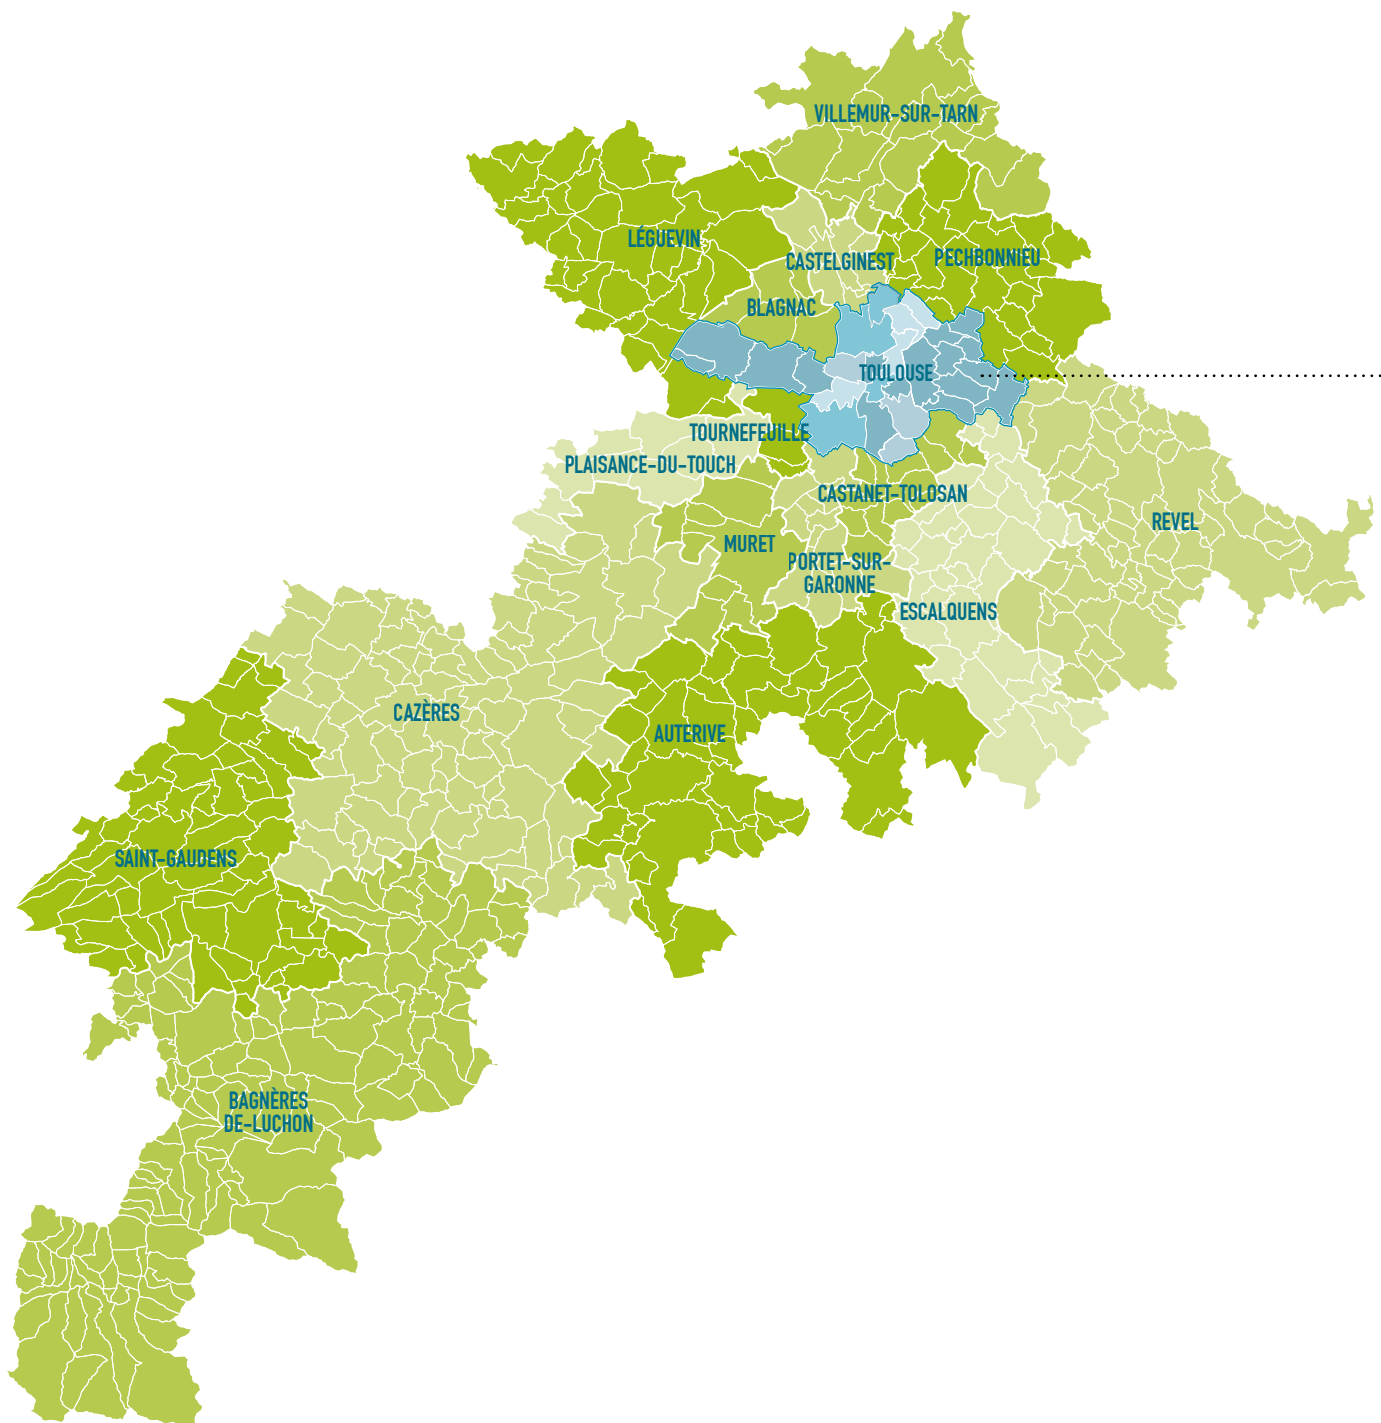 VILLEMUR-SUR-TARN
LÉGUEVIN
CASTELGINEST
PECHBONNIEU
BLAGNAC
TOULOUSE
TOURNEFEUILLE
PLAISANCE-DU-TOUCH
CASTANET-TOLOSAN
REVEL
MURET
PORTET-SUR-
GARONNE
ESCALQUENS
CAZÈRES
AUTERIVE
SAINT-GAUDENS
BAGNÈRES
DE-LUCHON